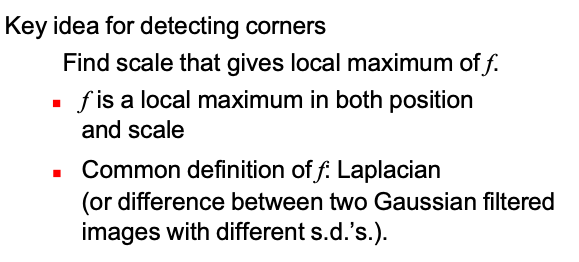 Key idea for detecting corners
Find scale that gives local maximum of f.
▪ f is a local maximum in both position
and scale
▪ Common definition of f: Laplacian
(or difference between two Gaussian filtered
images with different s.d.’s.).